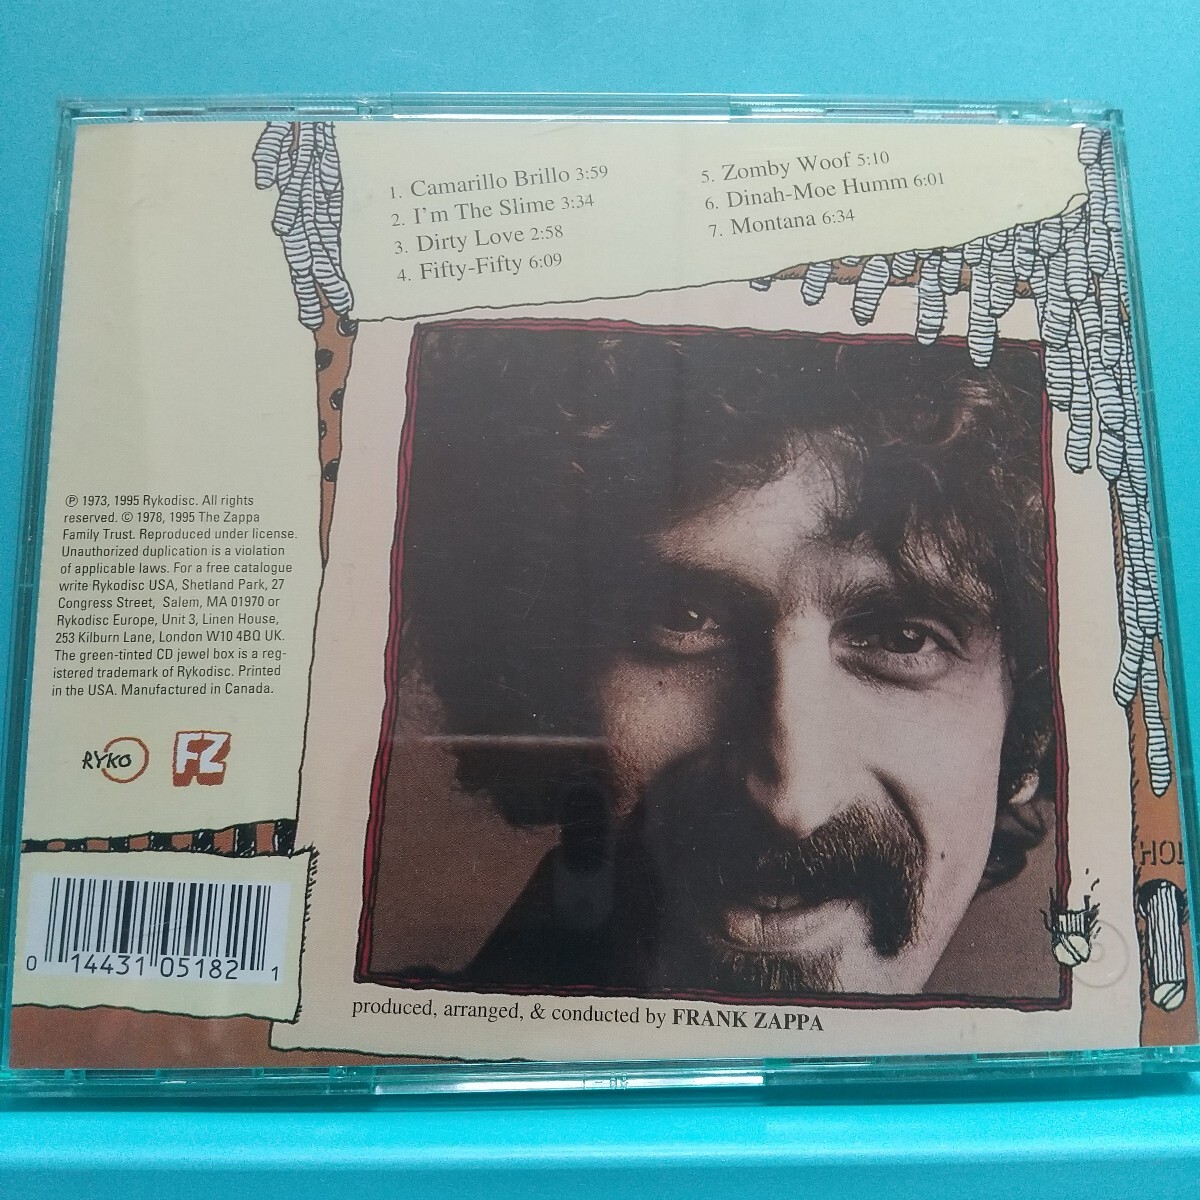 1. Camarillo Brillo 3:59
2. I'm The Slime 3:34
3. Dirty Love 2:58
4. Fifty-Fifty 6:09
5. Zomby Woof 5:10
6. Dinah-Moe Humm 6:01
7. Montana 6:34
℗ 1973, 1995 Rykodisc. All rights
reserved. © 1978, 1995 The Zappa
Family Trust. Reproduced under license.
Unauthorized duplication is a violation
of applicable laws. For a free catalogue
write Rykodisc USA, Shetland Park, 27
Congress Street, Salem, MA 01970 or
Rykodisc Europe, Unit 3, Linen House,
253 Kilburn Lane, London W10 4BQ UK.
The green-tinted CD jewel box is a reg-
istered trademark of Rykodisc. Printed
in the USA. Manufactured in Canada.
RYKO
FZ
HOT
0 14431 05182 1
produced, arranged, & conducted by FRANK ZAPPA